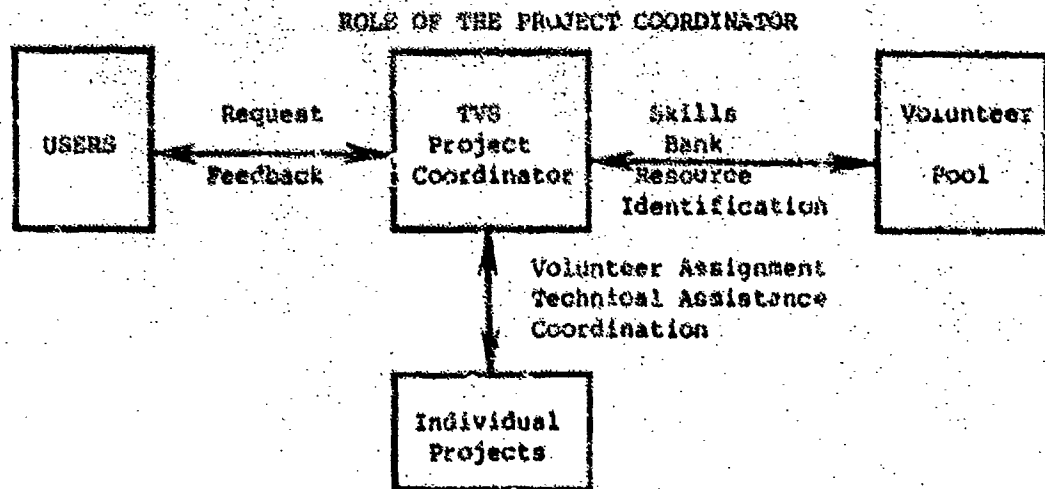 ROLE OF THE PROJECT COORDINATOR
USERS
Request
Feedback
TVS
Project
Coordinator
Skills
Bank
Resource
Identification
Volunteer
Pool
Volunteer Assignment
Technical Assistance
Coordination
Individual
Projects